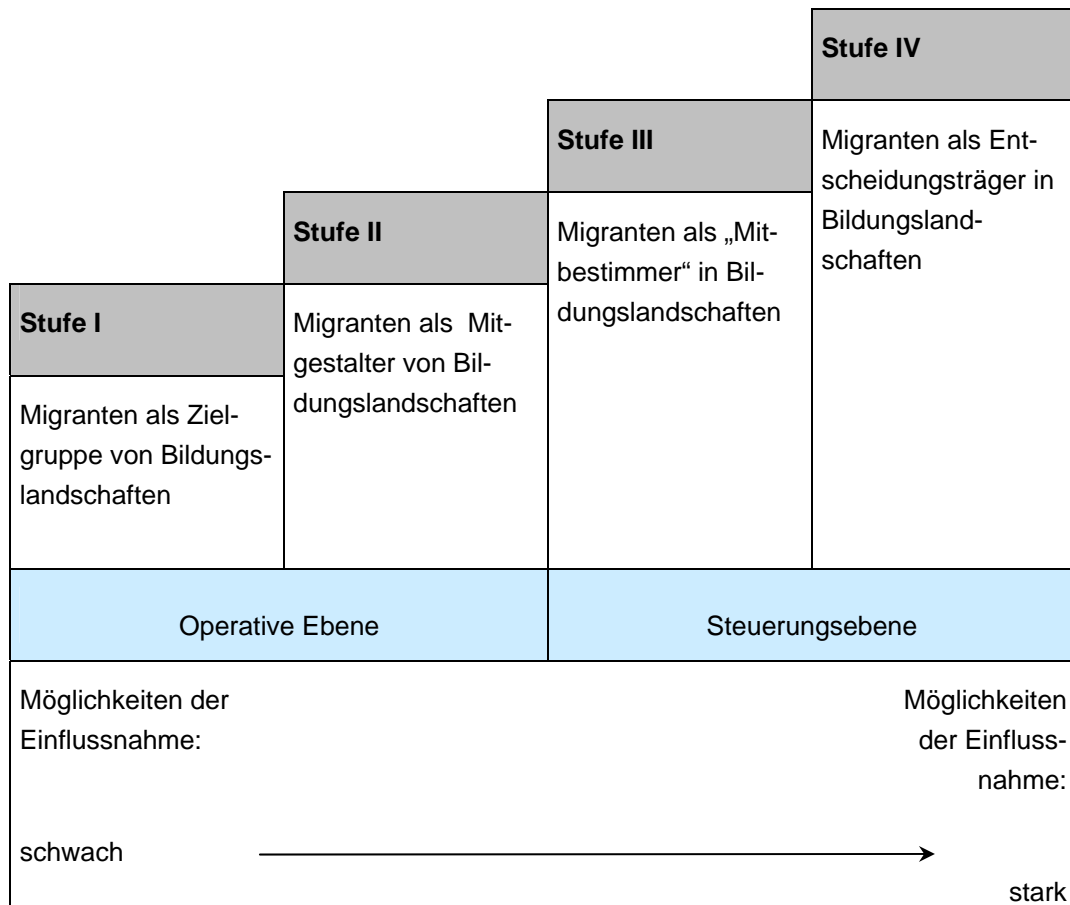 Stufe I
Migranten als Ziel-
gruppe von Bildungs-
landschaften
Stufe II
Migranten als Mit-
gestalter von Bil-
dungslandschaften
Stufe III
Migranten als „Mit-
bestimmer“ in Bil-
dungslandschaften
Stufe IV
Migranten als Ent-
scheidungsträger in
Bildungsland-
schaften
Operative Ebene
Steuerungsebene
Möglichkeiten der
Einflussnahme:
schwach
Möglichkeiten
der Einfluss-
nahme:
stark